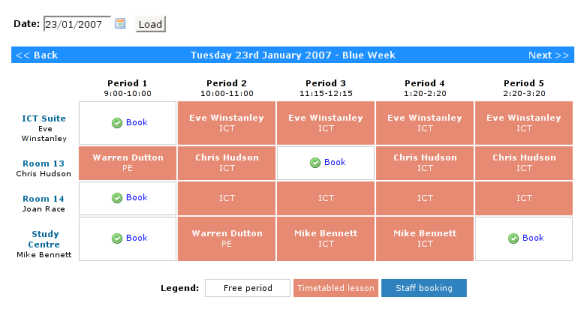 Date: 23/01/2007 Load
<< Back Tuesday 23rd January 2007 - Blue Week Next >>
Period 1 Period 2 Period 3 Period 4 Period 5
9:00-10:00 10:00-11:00 11:15-12:15 1:20-2:20 2:20-3:20
ICT Suite Eve Winstanley Book Eve Winstanley ICT Eve Winstanley ICT Eve Winstanley ICT Eve Winstanley ICT
Room 13 Chris Hudson Warren Dutton PE Chris Hudson ICT Book Chris Hudson ICT Chris Hudson ICT
Room 14 Joan Race Book ICT ICT ICT ICT
Study Centre Mike Bennett Book Warren Dutton PE Mike Bennett ICT Mike Bennett ICT Book
Legend: Free period Timetabled lesson Staff booking